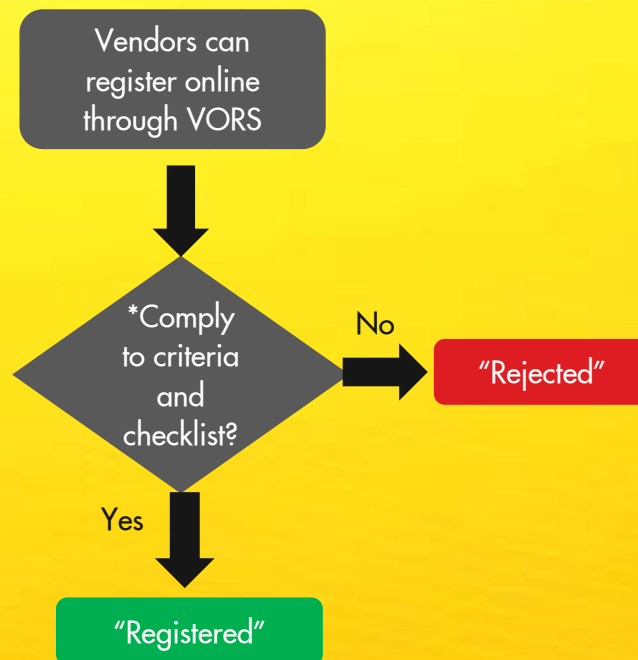 Vendors can
register online
through VORS
*Comply
to criteria
and
checklist?
No
“Rejected”
Yes
“Registered”